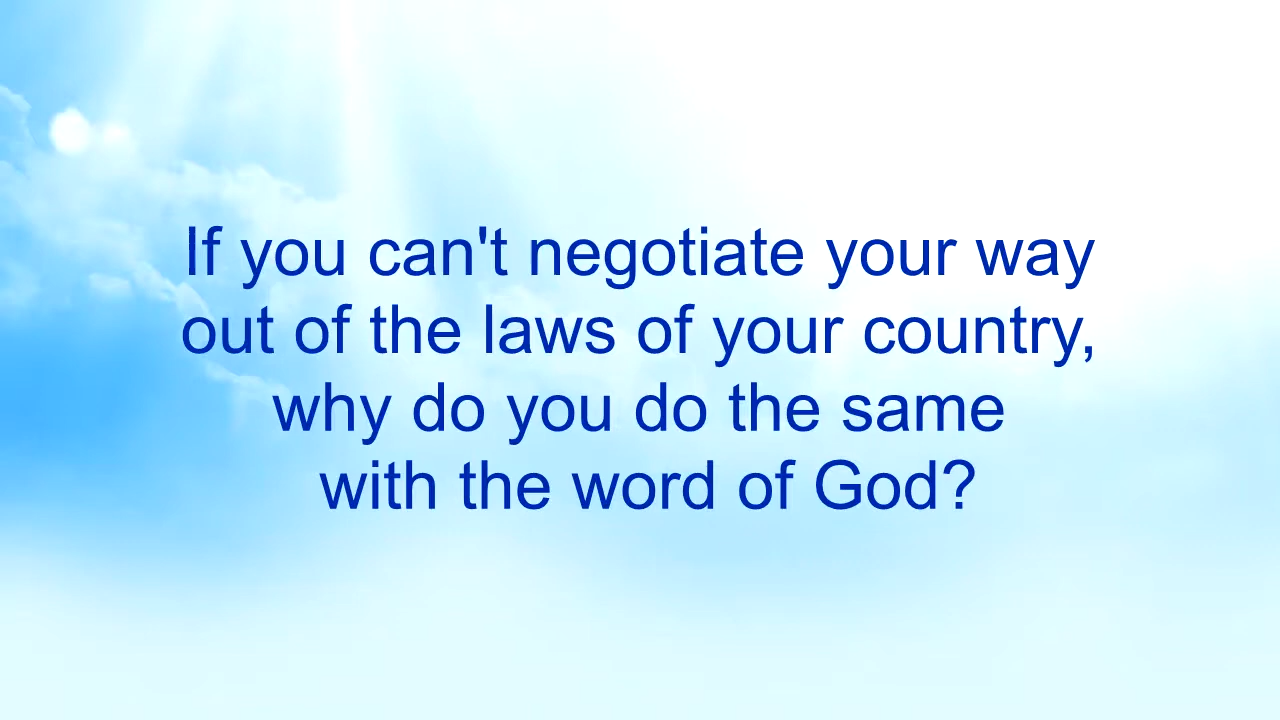 If you can't negotiate your way
out of the laws of your country,
why do you do the same
with the word of God?